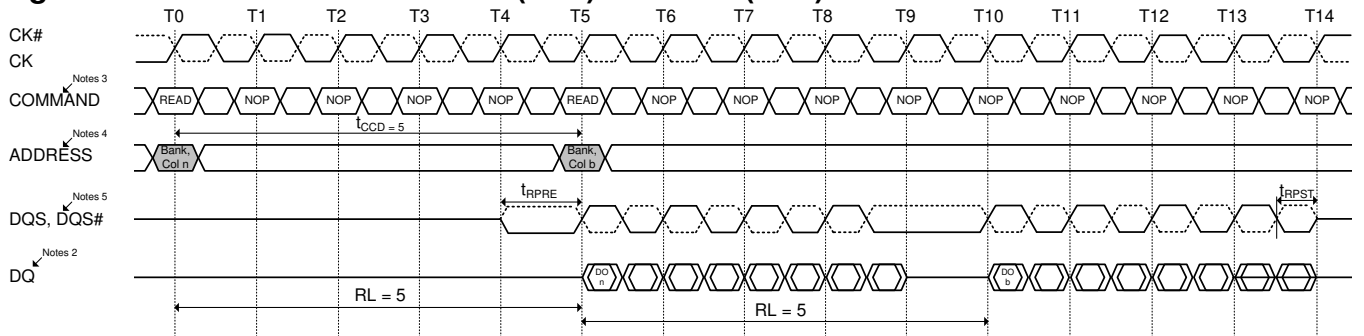 T0 T1 T2 T3 T4 T5 T6 T7 T8 T9 T10 T11 T12 T13 T14
CK#
CK
Notes 3
COMMAND READ NOP NOP NOP NOP READ NOP NOP NOP NOP NOP NOP NOP NOP NOP
tCCD = 5
Notes 4
ADDRESS Bank, Col n Bank, Col b
tRPRE tRPST
Notes 5
DQS, DQS#
Notes 2
DQ DO n DO b
RL = 5
RL = 5